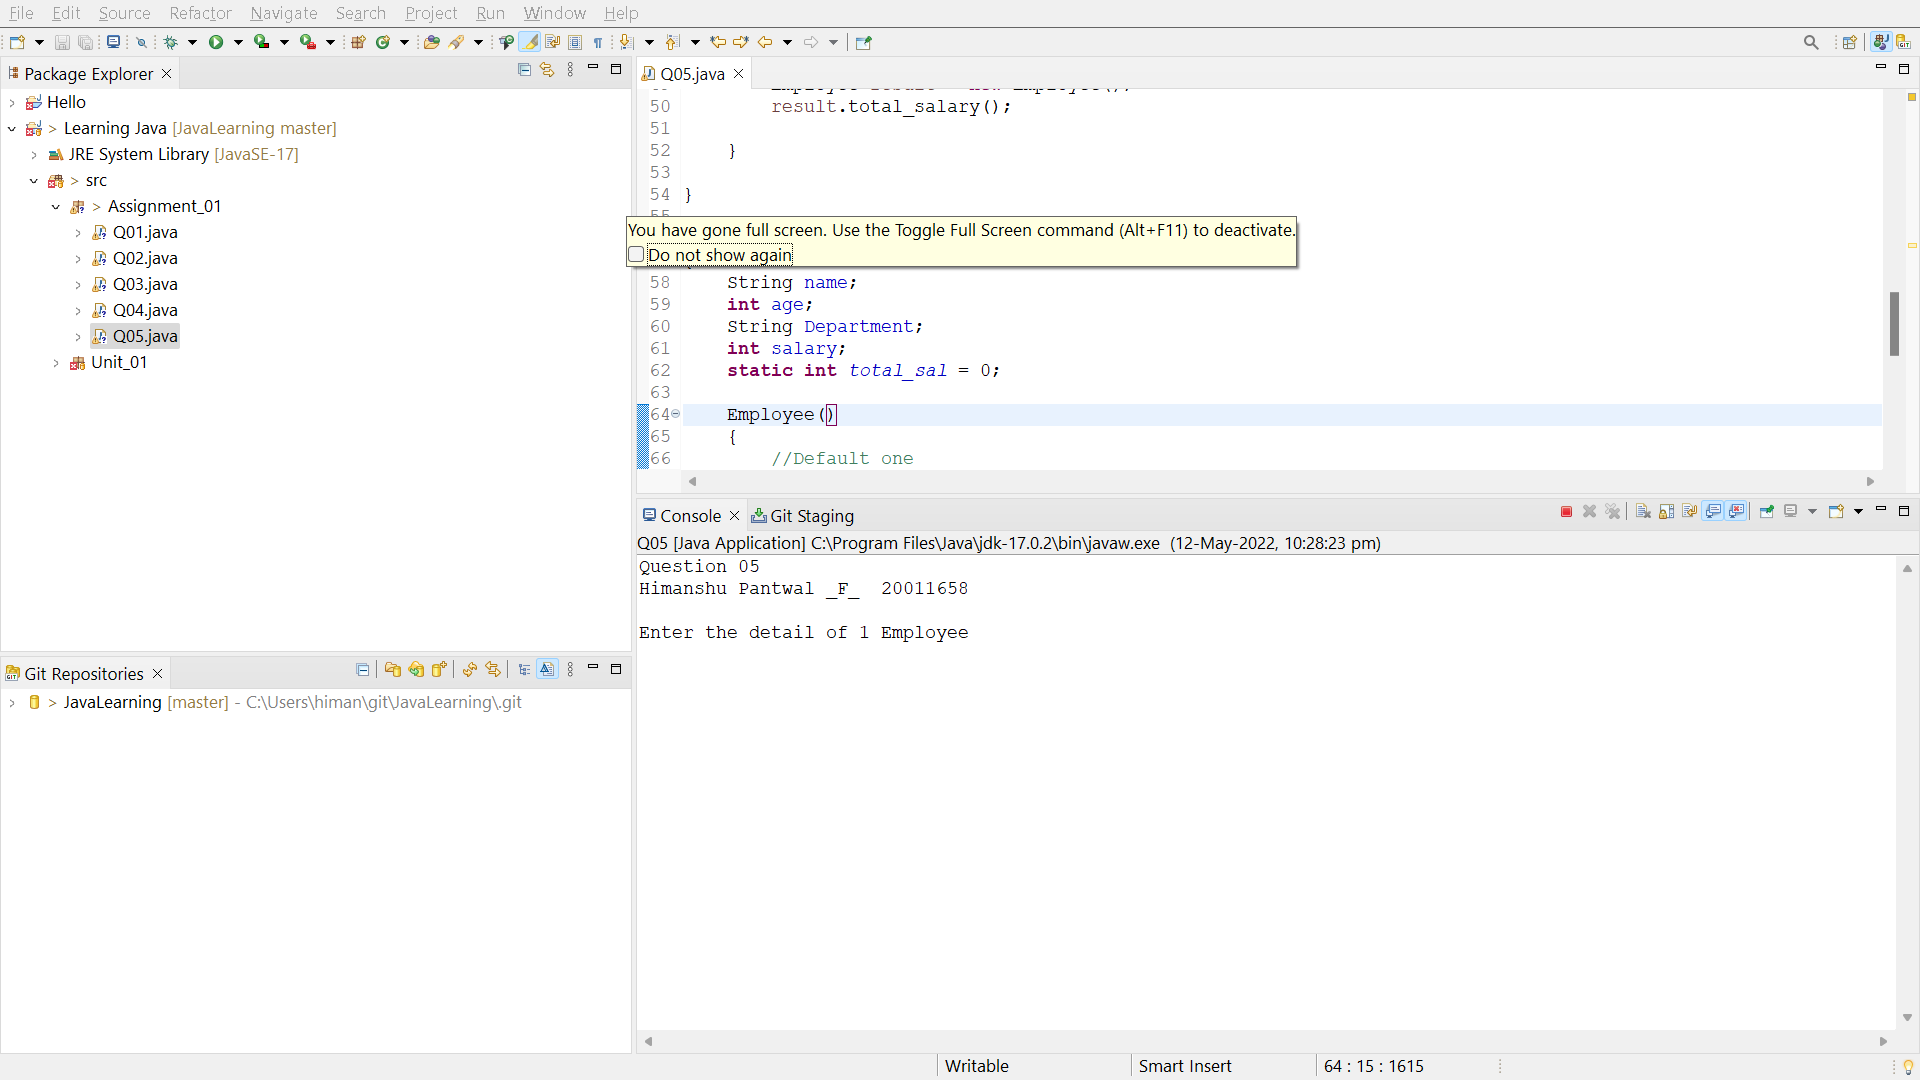 File Edit Source Refactor Navigate Search Project Run Window Help
Package Explorer
Hello
> Learning Java [JavaLearning master]
JRE System Library [JavaSE-17]
> src
> Assignment_01
Q01.java
Q02.java
Q03.java
Q04.java
Q05.java
Unit_01
Git Repositories
> JavaLearning [master] - C:\Users\himan\git\JavaLearning\.git
Q05.java
50 result.total_salary();
51
52 }
53
54 }
You have gone full screen. Use the Toggle Full Screen command (Alt+F11) to deactivate.
Do not show again
58 String name;
59 int age;
60 String Department;
61 int salary;
62 static int total_sal = 0;
63
64 Employee()
65 {
66 //Default one
Console Git Staging
Q05 [Java Application] C:\Program Files\Java\jdk-17.0.2\bin\javaw.exe (12-May-2022, 10:28:23 pm)
Question 05
Himanshu Pantwal _F_ 20011658
Enter the detail of 1 Employee
Writable Smart Insert 64 : 15 : 1615